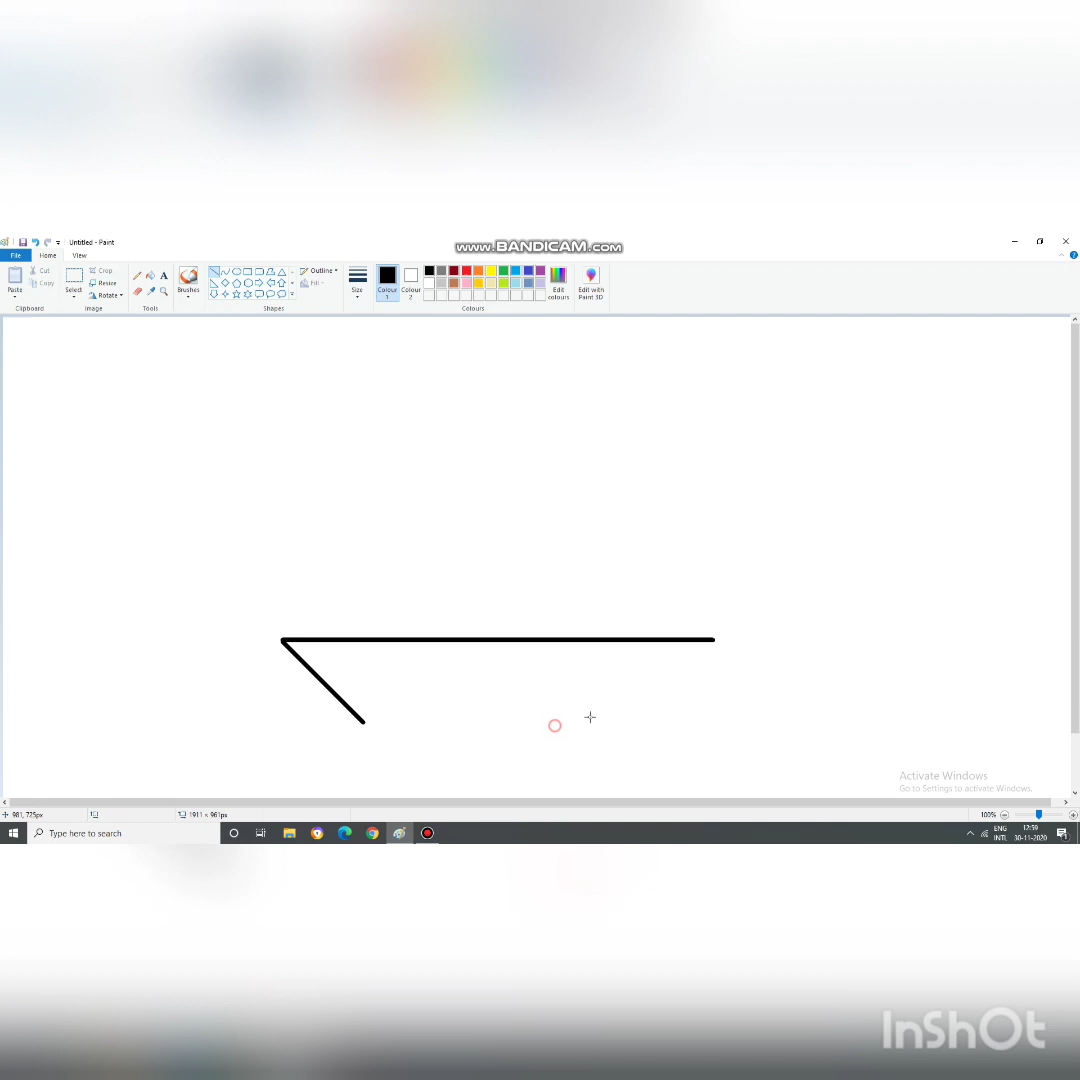 Untitled - Paint
www.BANDICAM.com
File
Home
View
Paste
Cut
Copy
Clipboard
Select
Crop
Resize
Rotate
Image
A
Tools
Brushes
Outline
Fill
Shapes
Size
Colour 1
Colour 2
Edit colours
Edit with Paint 3D
Colours
Activate Windows
Go to Settings to activate Windows.
981, 725px
1911 × 961px
100%
Type here to search
ENG
INTL
12:59
30-11-2020
InShOt